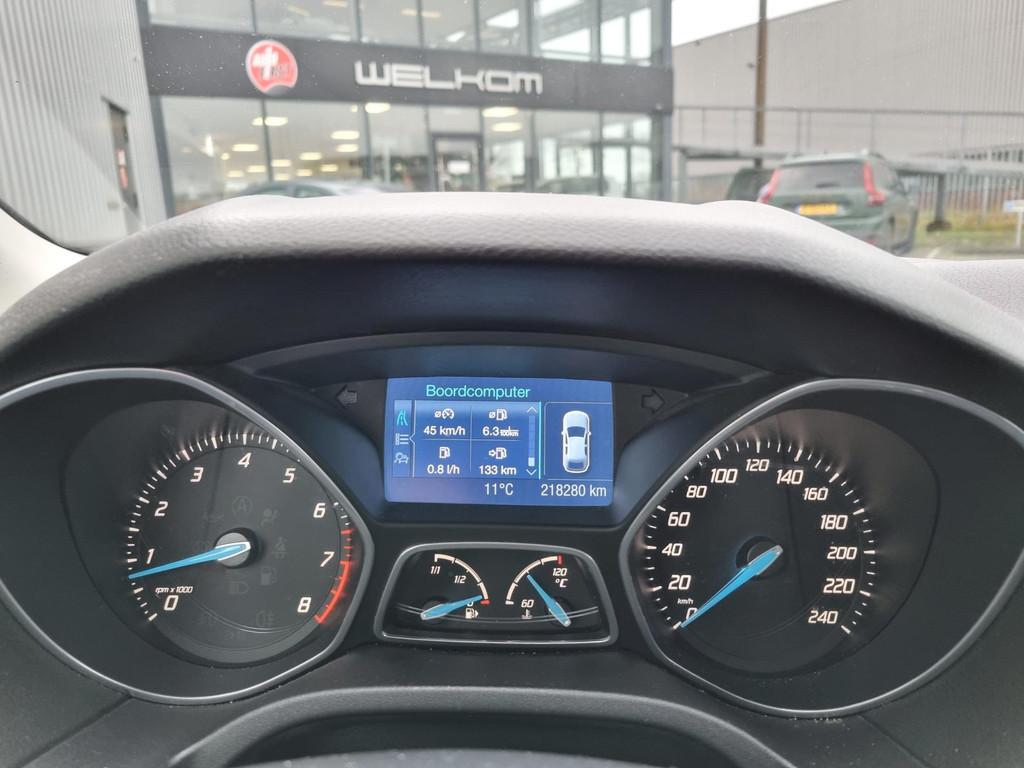 WELKOM
Boordcomputer
ø ø
45 km/h 6.3 l/100km
0.8 l/h 133 km
11°C 218280 km
0 1 2 3 4 5 6 7 8
rpm x 1000
A
1/1 1/2 0
60 120 °C
0 20 40 60 80 100 120 140 160 180 200 220 240
km/h